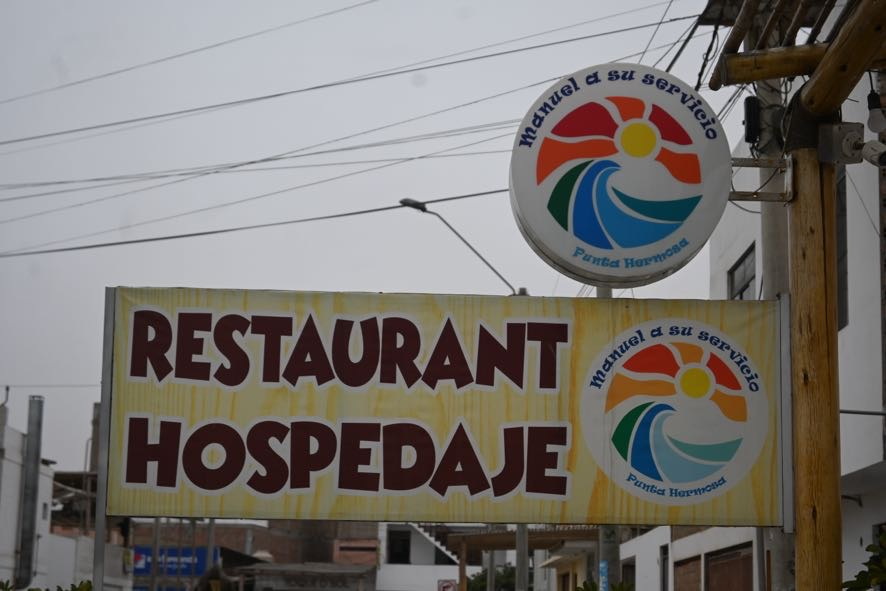 Manuel a su servicio
Punta Hermosa
RESTAURANT
HOSPEDAJE
Manuel a su servicio
Punta Hermosa